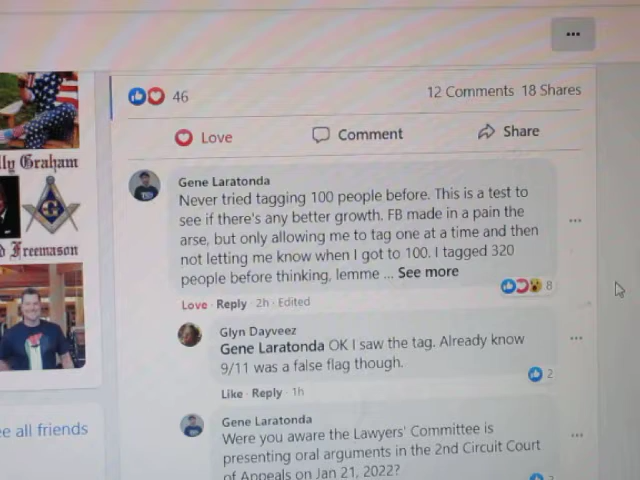 ...
46
12 Comments 18 Shares
Love
Comment
Share
lly Graham
d Freemason
ee all friends
Gene Laratonda
Never tried tagging 100 people before. This is a test to
see if there's any better growth. FB made in a pain the
arse, but only allowing me to tag one at a time and then
not letting me know when I got to 100. I tagged 320
people before thinking, lemme ... See more
8
Love · Reply · 2h · Edited
Glyn Dayveez
Gene Laratonda OK I saw the tag. Already know
9/11 was a false flag though.
2
Like · Reply · 1h
Gene Laratonda
Were you aware the Lawyers' Committee is
presenting oral arguments in the 2nd Circuit Court
of Appeals on Jan 21, 2022?